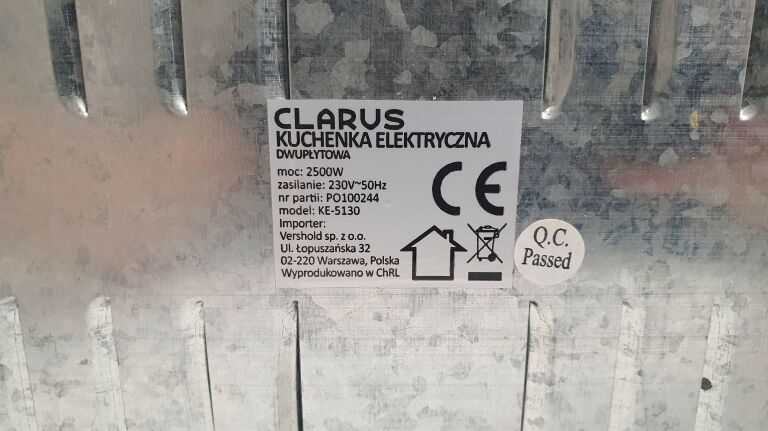 CLARUS
KUCHENKA ELEKTRYCZNA
DWUPŁYTOWA
moc: 2500W
zasilanie: 230V~50Hz
nr partii: PO100244
model: KE-5130
Importer:
Vershold sp. z o.o.
Ul. Łopuszańska 32
02-220 Warszawa, Polska
Wyprodukowano w ChRL
CE
Q.C.
Passed